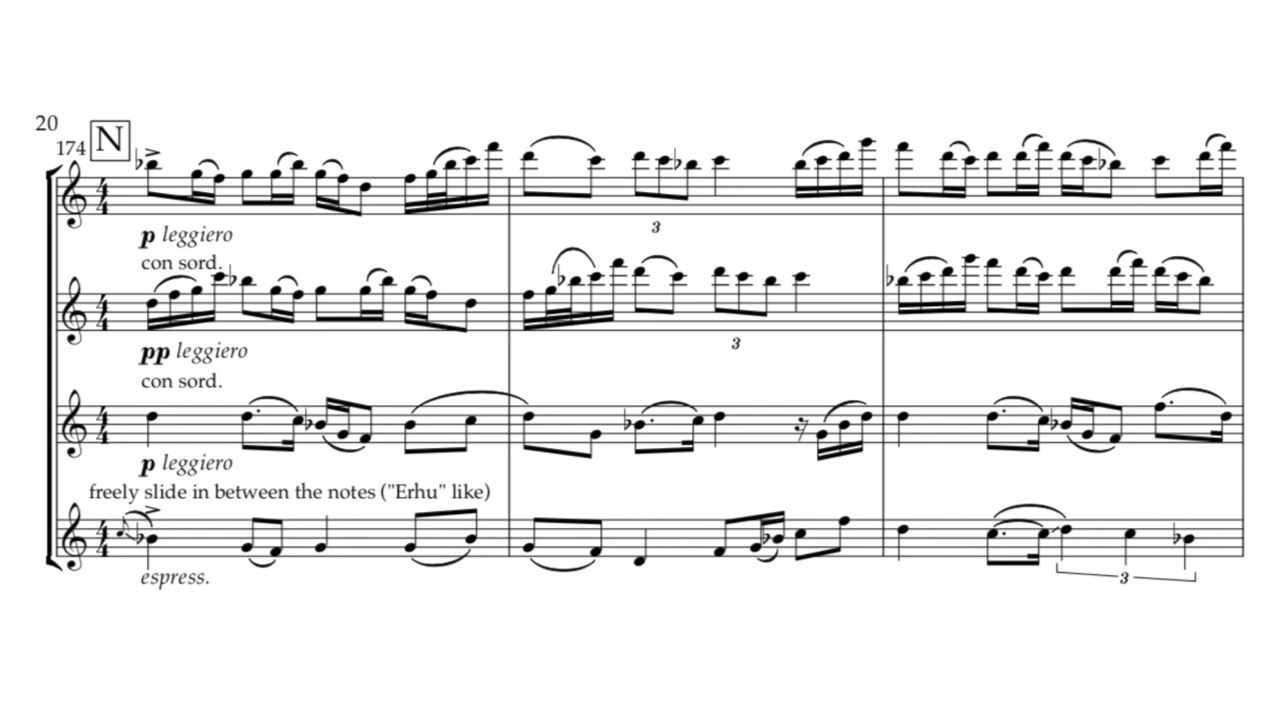 20
174 N
p leggiero
con sord.
3
pp leggiero
con sord.
3
p leggiero
freely slide in between the notes ("Erhu" like)
espress.
3